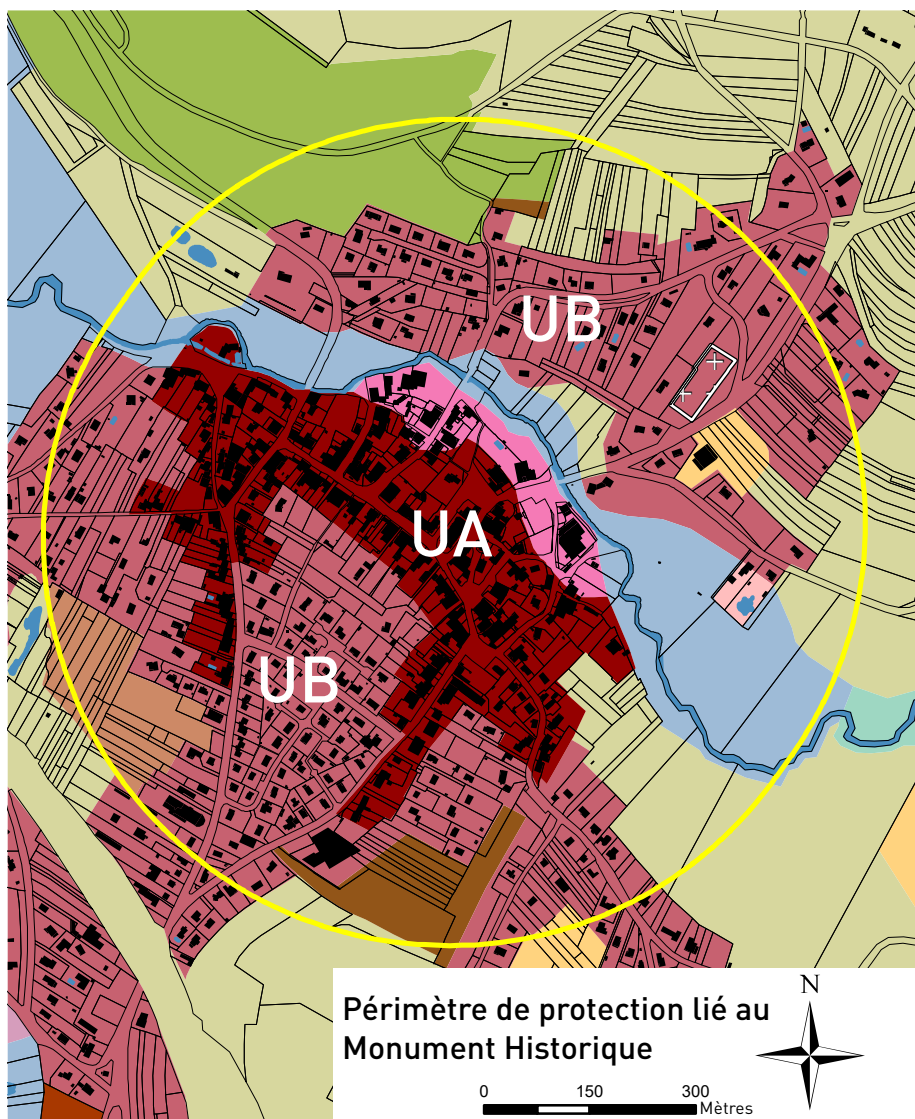 UB
UA
UB
Périmètre de protection lié au
Monument Historique
N
0 150 300
Mètres